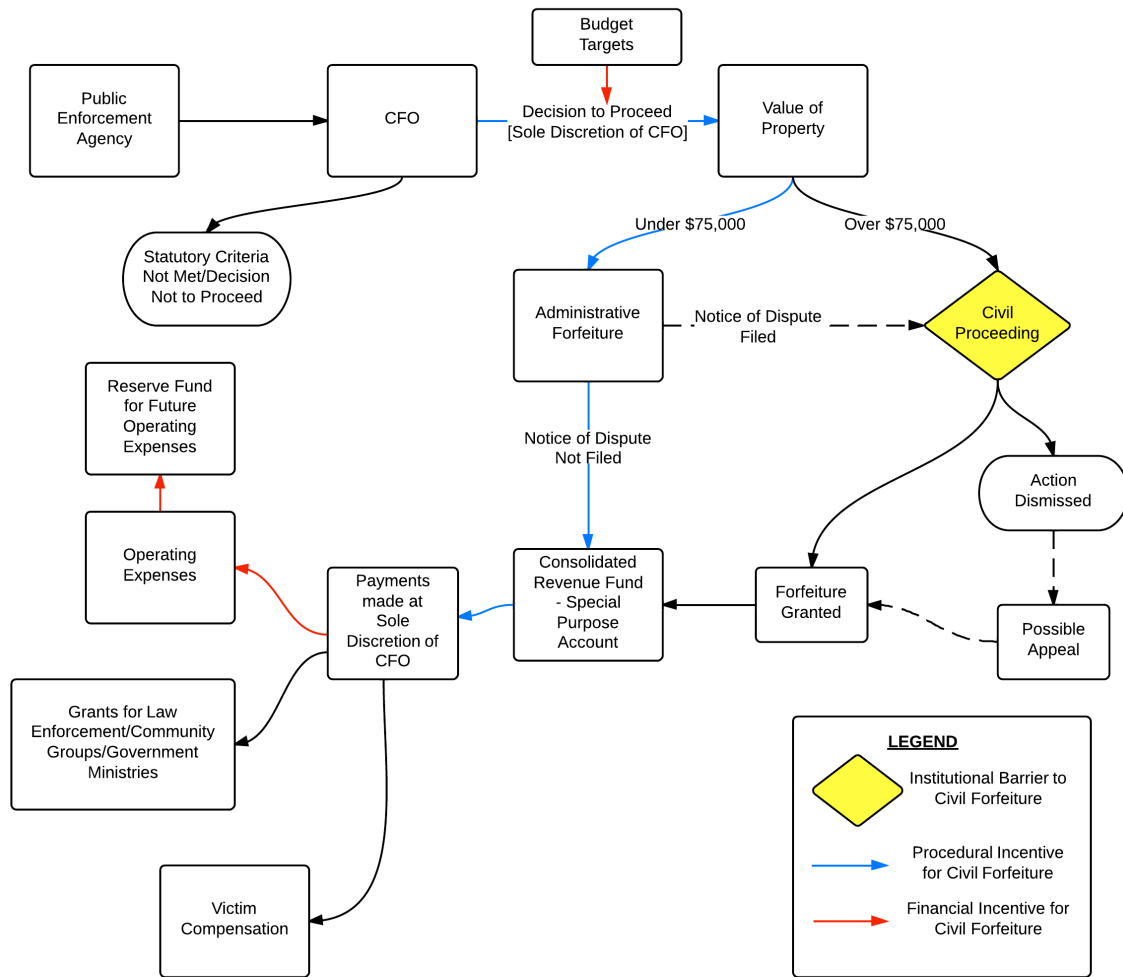 Budget
Targets
Public
Enforcement
Agency
CFO
Decision to Proceed
[Sole Discretion of CFO]
Value of
Property
Under $75,000
Over $75,000
Statutory Criteria
Not Met/Decision
Not to Proceed
Administrative
Forfeiture
Notice of Dispute
Filed
Civil
Proceeding
Reserve Fund
for Future
Operating
Expenses
Notice of Dispute
Not Filed
Action
Dismissed
Operating
Expenses
Payments
made at
Sole
Discretion of
CFO
Consolidated
Revenue Fund
- Special
Purpose
Account
Forfeiture
Granted
Possible
Appeal
Grants for Law
Enforcement/Community
Groups/Government
Ministries
Victim
Compensation
LEGEND
Institutional Barrier to
Civil Forfeiture
Procedural Incentive
for Civil Forfeiture
Financial Incentive for
Civil Forfeiture